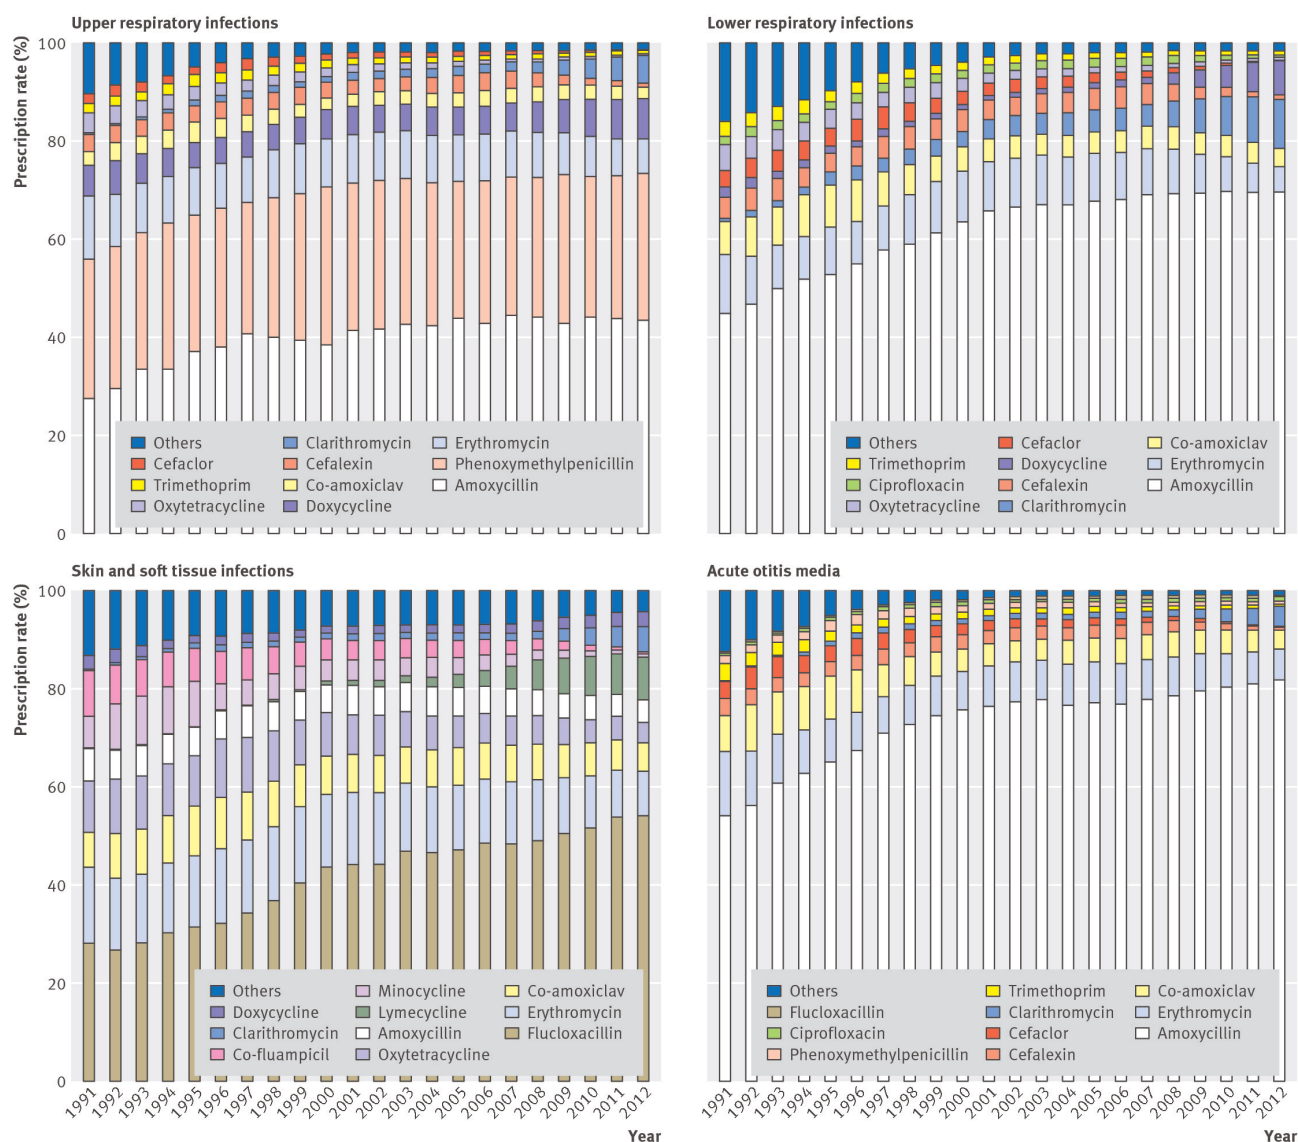 Upper respiratory infections
Prescription rate (%)
100
80
60
40
20
0
Others
Clarithromycin
Erythromycin
Cefaclor
Cefalexin
Phenoxymethylpenicillin
Trimethoprim
Co-amoxiclav
Amoxycillin
Oxytetracycline
Doxycycline
Lower respiratory infections
Others
Cefaclor
Co-amoxiclav
Trimethoprim
Doxycycline
Erythromycin
Ciprofloxacin
Cefalexin
Amoxycillin
Oxytetracycline
Clarithromycin
Skin and soft tissue infections
Prescription rate (%)
100
80
60
40
20
0
Others
Minocycline
Co-amoxiclav
Doxycycline
Lymecycline
Erythromycin
Clarithromycin
Amoxycillin
Flucloxacillin
Co-fluampicil
Oxytetracycline
1991 1992 1993 1994 1995 1996 1997 1998 1999 2000 2001 2002 2003 2004 2005 2006 2007 2008 2009 2010 2011 2012
Year
Acute otitis media
Others
Trimethoprim
Co-amoxiclav
Flucloxacillin
Clarithromycin
Erythromycin
Ciprofloxacin
Cefaclor
Amoxycillin
Phenoxymethylpenicillin
Cefalexin
1991 1992 1993 1994 1995 1996 1997 1998 1999 2000 2001 2002 2003 2004 2005 2006 2007 2008 2009 2010 2011 2012
Year